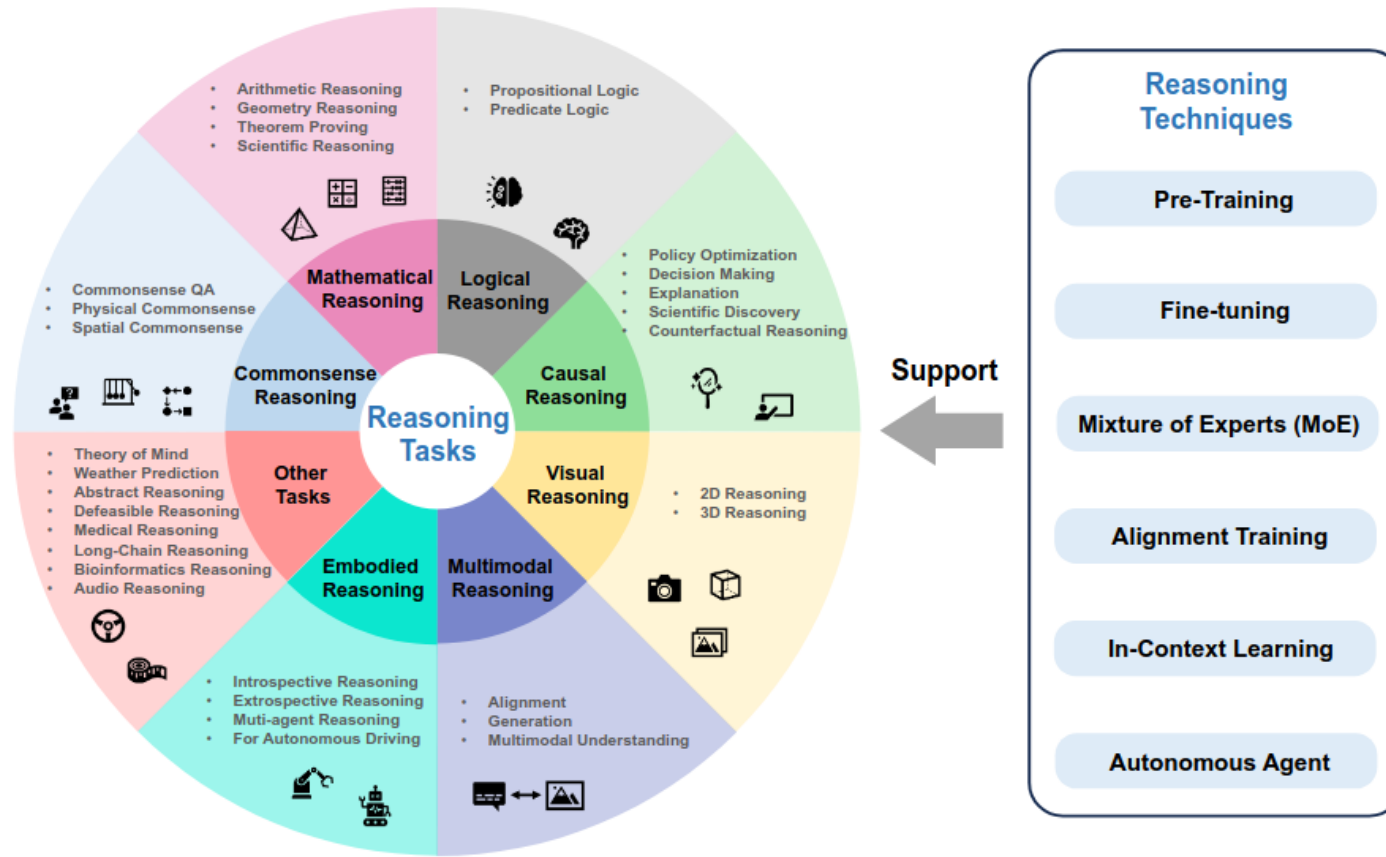 Arithmetic Reasoning
Geometry Reasoning
Theorem Proving
Scientific Reasoning
Mathematical
Reasoning
Propositional Logic
Predicate Logic
Logical
Reasoning
Policy Optimization
Decision Making
Explanation
Scientific Discovery
Counterfactual Reasoning
Causal
Reasoning
Commonsense QA
Physical Commonsense
Spatial Commonsense
Commonsense
Reasoning
Reasoning
Tasks
Theory of Mind
Weather Prediction
Abstract Reasoning
Defeasible Reasoning
Medical Reasoning
Long-Chain Reasoning
Bioinformatics Reasoning
Audio Reasoning
Other
Tasks
Visual
Reasoning
2D Reasoning
3D Reasoning
Embodied
Reasoning
Introspective Reasoning
Extrospective Reasoning
Muti-agent Reasoning
For Autonomous Driving
Multimodal
Reasoning
Alignment
Generation
Multimodal Understanding
Support
Reasoning
Techniques
Pre-Training
Fine-tuning
Mixture of Experts (MoE)
Alignment Training
In-Context Learning
Autonomous Agent